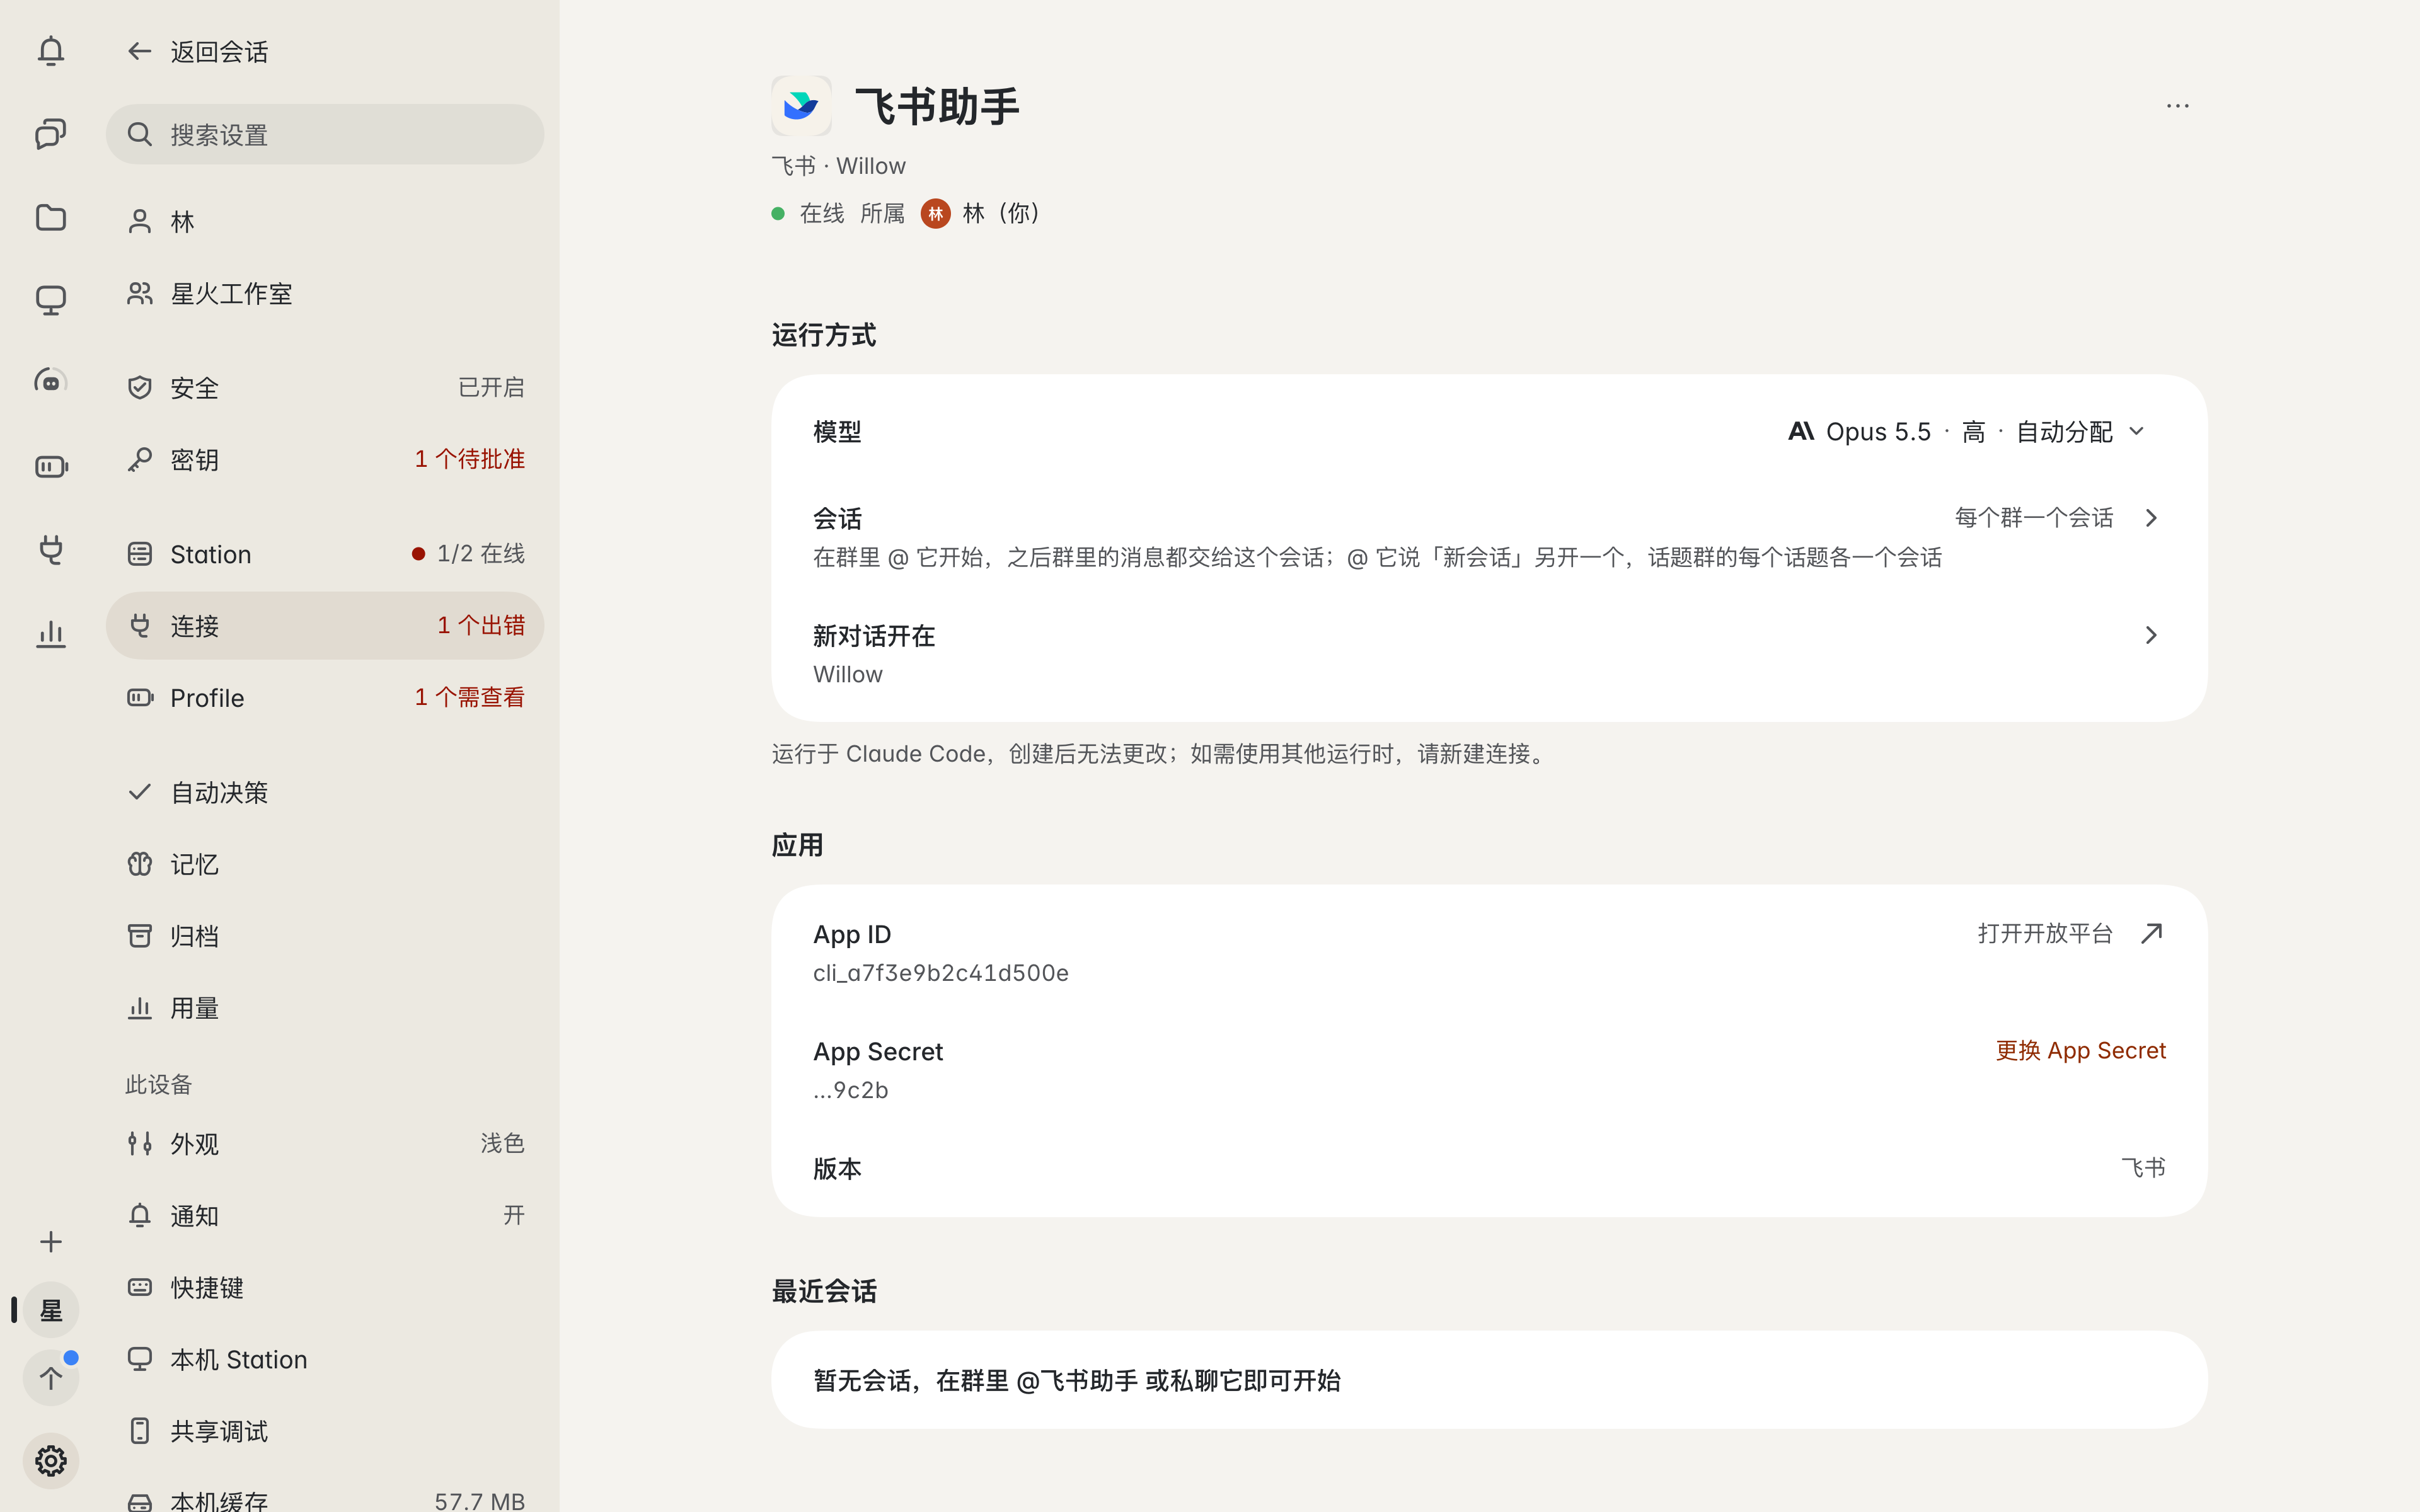 返回会话
搜索设置
林
星火工作室
安全 已开启
密钥 1 个待批准
Station 1/2 在线
连接 1 个出错
Profile 1 个需查看
自动决策
记忆
归档
用量
此设备
外观 浅色
通知 开
快捷键
本机 Station
共享调试
本机缓存 57.7 MB
星
个
飞书助手
飞书 · Willow
在线 所属 林 林（你）
运行方式
模型 Opus 5.5 · 高 · 自动分配
会话 每个群一个会话
在群里 @ 它开始，之后群里的消息都交给这个会话；@ 它说「新会话」另开一个，话题群的每个话题各一个会话
新对话开在
Willow
运行于 Claude Code，创建后无法更改；如需使用其他运行时，请新建连接。
应用
App ID 打开开放平台
cli_a7f3e9b2c41d500e
App Secret 更换 App Secret
...9c2b
版本 飞书
最近会话
暂无会话，在群里 @飞书助手 或私聊它即可开始